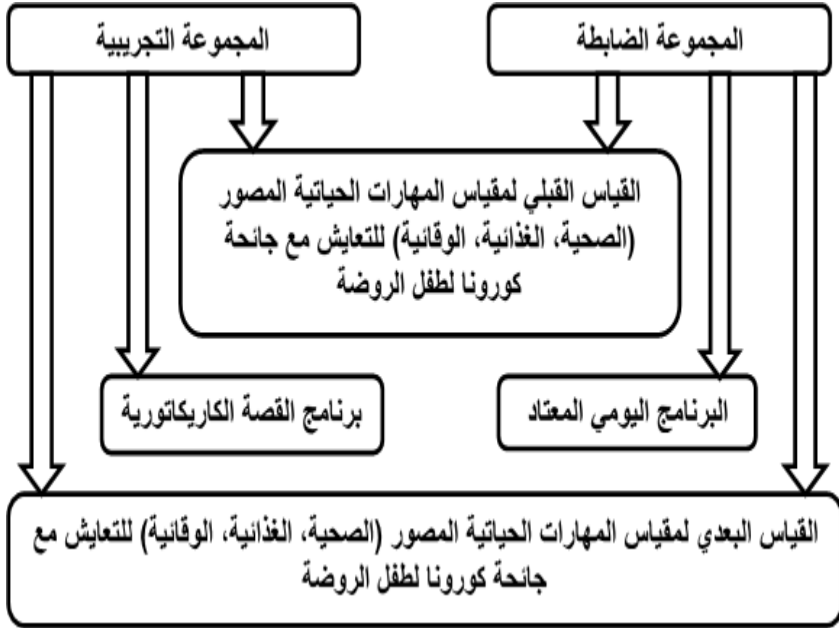 المجموعة الضابطة
المجموعة التجريبية
القياس القبلي لمقياس المهارات الحياتية المصور
(الصحية، الغذائية، الوقائية) للتعايش مع جائحة
كورونا لطفل الروضة
البرنامج اليومي المعتاد
برنامج القصة الكاريكاتورية
القياس البعدي لمقياس المهارات الحياتية المصور (الصحية، الغذائية، الوقائية) للتعايش مع
جائحة كورونا لطفل الروضة